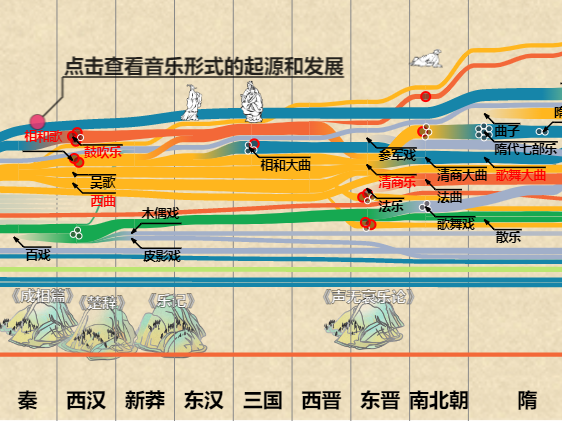 点击查看音乐形式的起源和发展
相和歌
鼓吹乐
相和大曲
吴歌
西曲
木偶戏
百戏
皮影戏
参军戏
清商乐
法乐
清商大曲
法曲
歌舞戏
曲子
隋代七部乐
歌舞大曲
散乐
隋
《成相篇》
《楚辞》
《乐记》
《声无哀乐论》
秦
西汉
新莽
东汉
三国
西晋
东晋
南北朝
隋